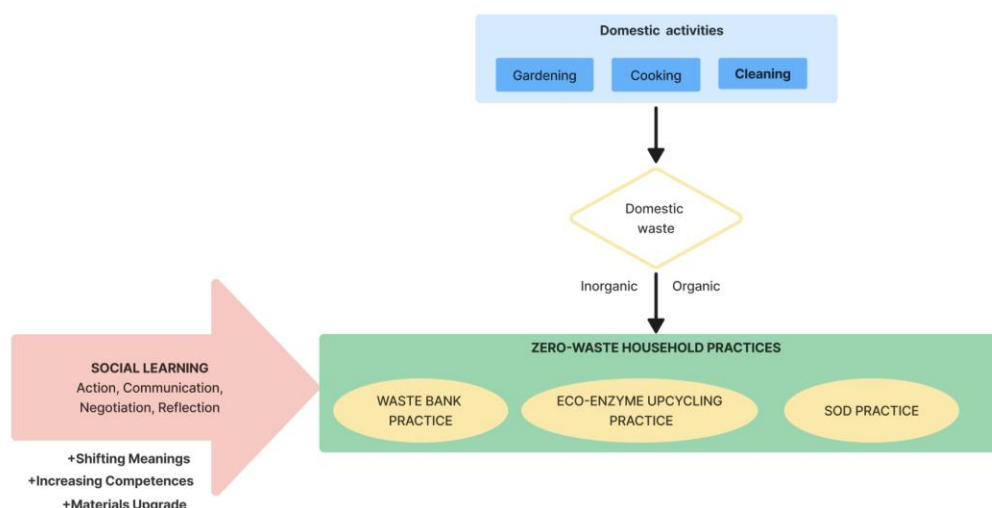 Domestic activities
Gardening
Cooking
Cleaning
Domestic
waste
Inorganic
Organic
ZERO-WASTE HOUSEHOLD PRACTICES
SOCIAL LEARNING
Action, Communication,
Negotiation, Reflection
WASTE BANK
PRACTICE
ECO-ENZYME UPCYCLING
PRACTICE
SOD PRACTICE
+Shifting Meanings
+Increasing Competences
+Materials Upgrade